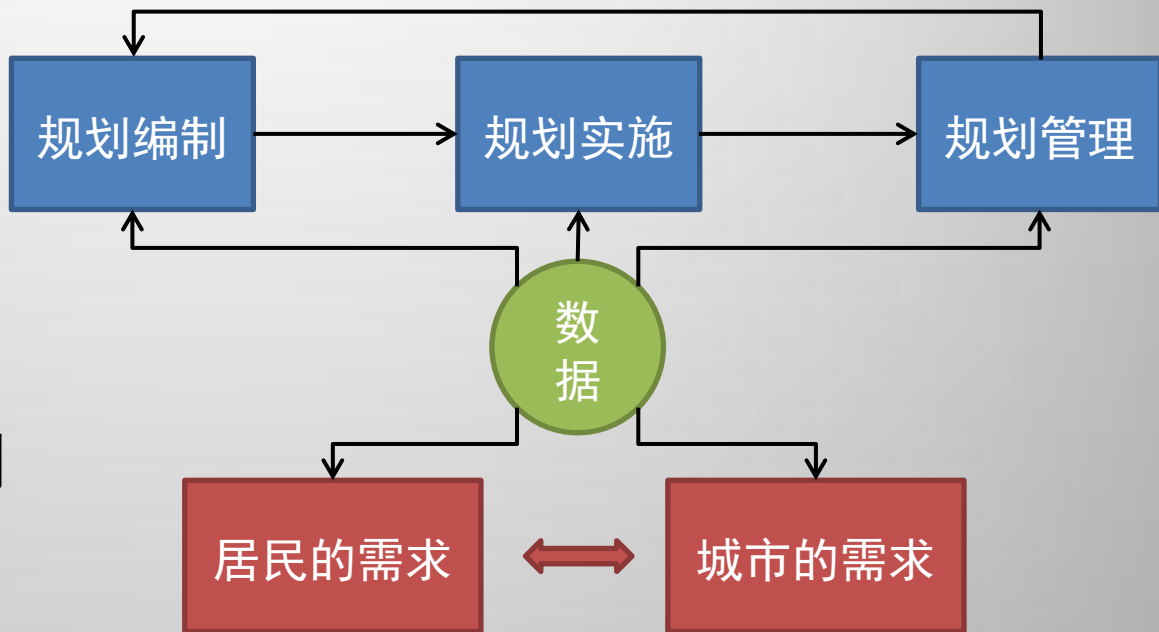 规划编制
规划实施
规划管理
数
据
居民的需求
城市的需求